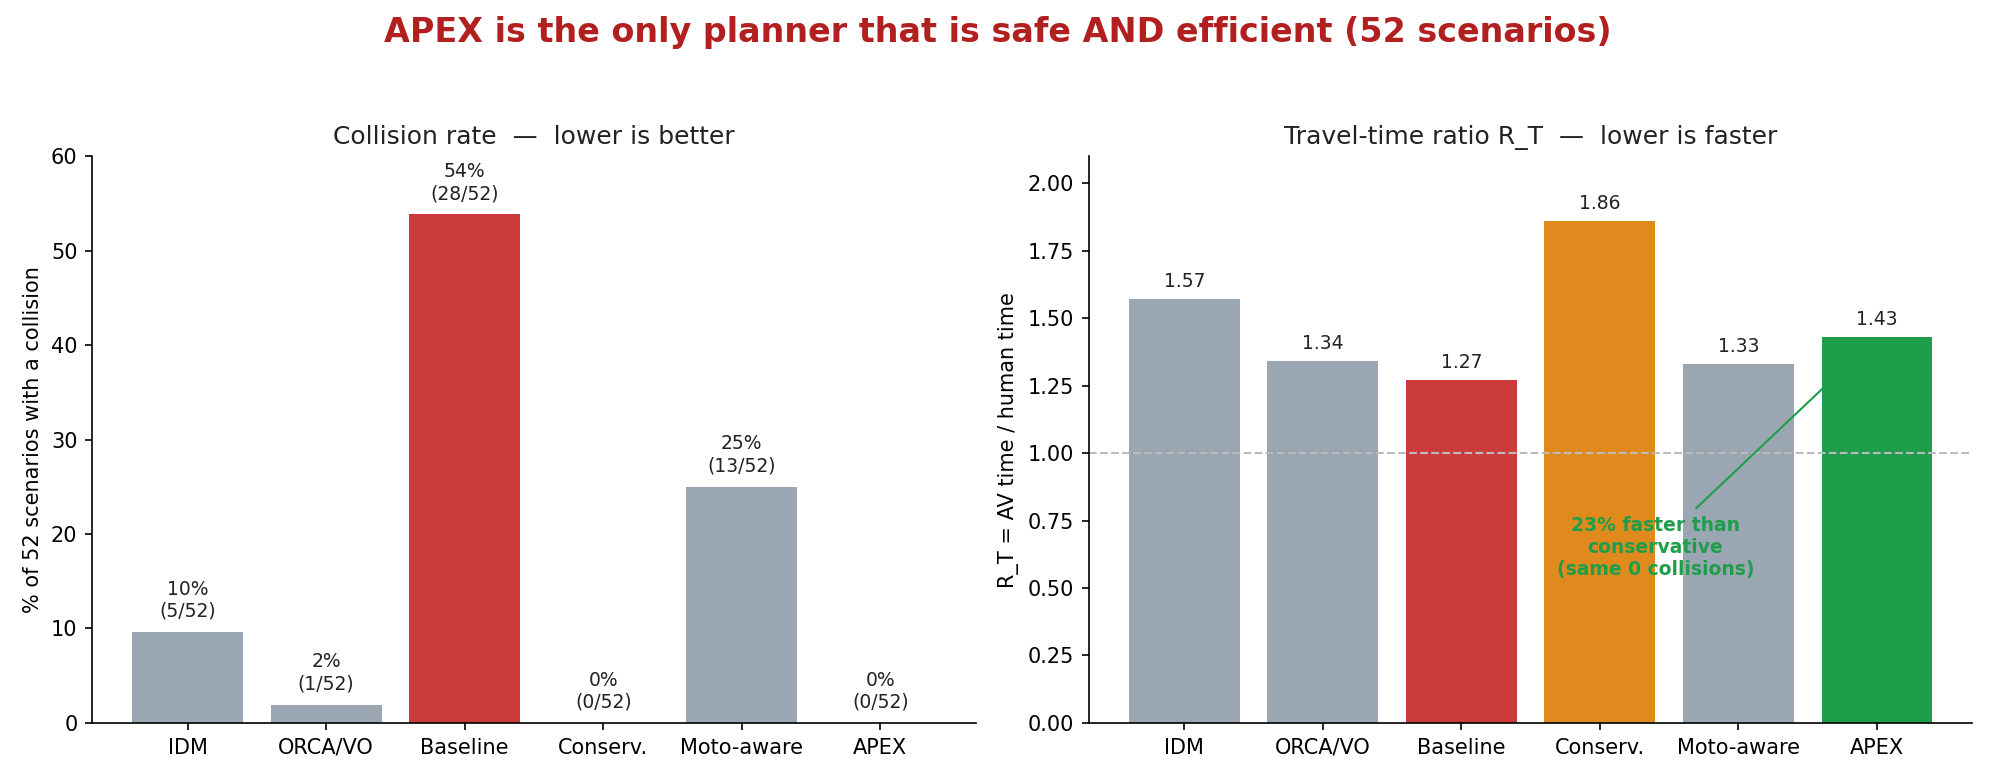 APEX is the only planner that is safe AND efficient (52 scenarios)
Collision rate — lower is better
% of 52 scenarios with a collision
60
50
40
30
20
10
0
10%
(5/52)
2%
(1/52)
54%
(28/52)
0%
(0/52)
25%
(13/52)
0%
(0/52)
IDM
ORCA/VO
Baseline
Conserv.
Moto-aware
APEX
Travel-time ratio R_T — lower is faster
R_T = AV time / human time
2.00
1.75
1.50
1.25
1.00
0.75
0.50
0.25
0.00
1.57
1.34
1.27
1.86
1.33
1.43
23% faster than
conservative
(same 0 collisions)
IDM
ORCA/VO
Baseline
Conserv.
Moto-aware
APEX